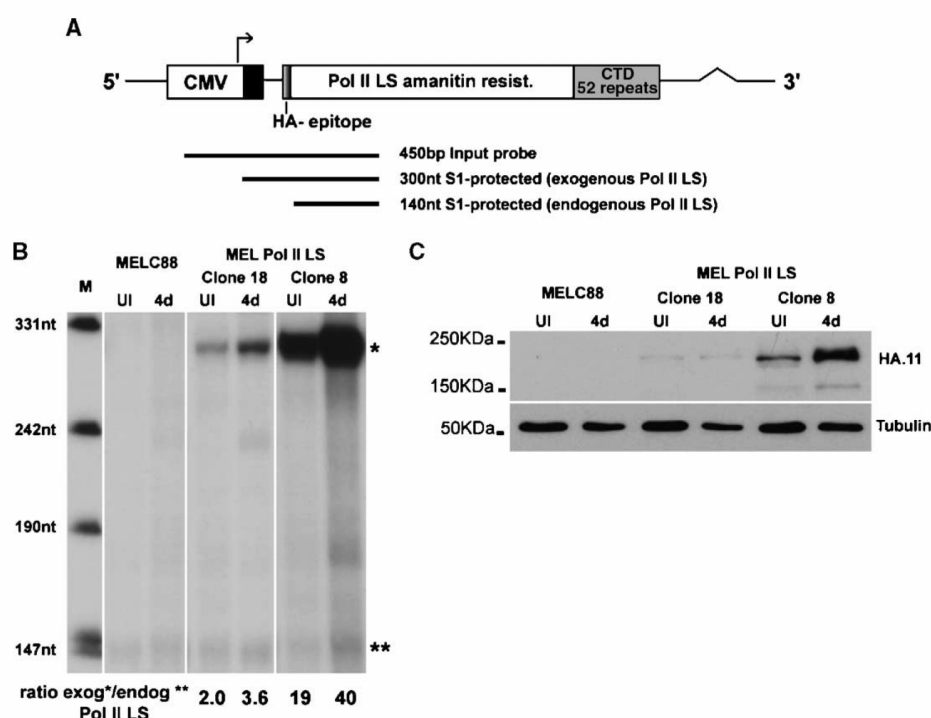 A
5'
CMV
Pol II LS amanitin resist.
CTD
52 repeats
3'
HA- epitope
450bp Input probe
300nt S1-protected (exogenous Pol II LS)
140nt S1-protected (endogenous Pol II LS)
B
MEL Pol II LS
MELC88 Clone 18 Clone 8
M UI 4d UI 4d UI 4d
331nt
*
242nt
190nt
147nt
**
ratio exog*/endog ** 2.0 3.6 19 40
Pol II LS
C
MEL Pol II LS
MELC88 Clone 18 Clone 8
UI 4d UI 4d UI 4d
250KDa
HA.11
150KDa
50KDa
Tubulin